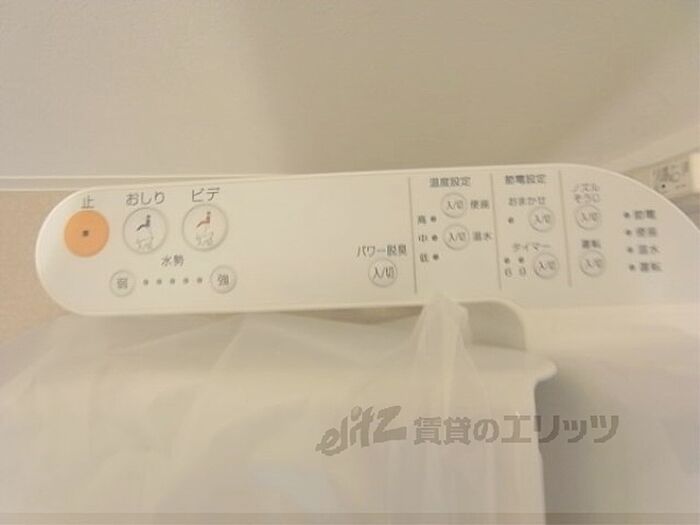 止
おしり
ビデ
水勢
弱
強
パワー脱臭
入/切
温度設定
入/切 便座
高
中 入/切 温水
低
節電設定
おまかせ
入/切
タイマー
6 8 入/切
ノズル
そうじ
入/切
運転
入/切
節電
便座
温水
運転
elitz 賃貸のエリッツ